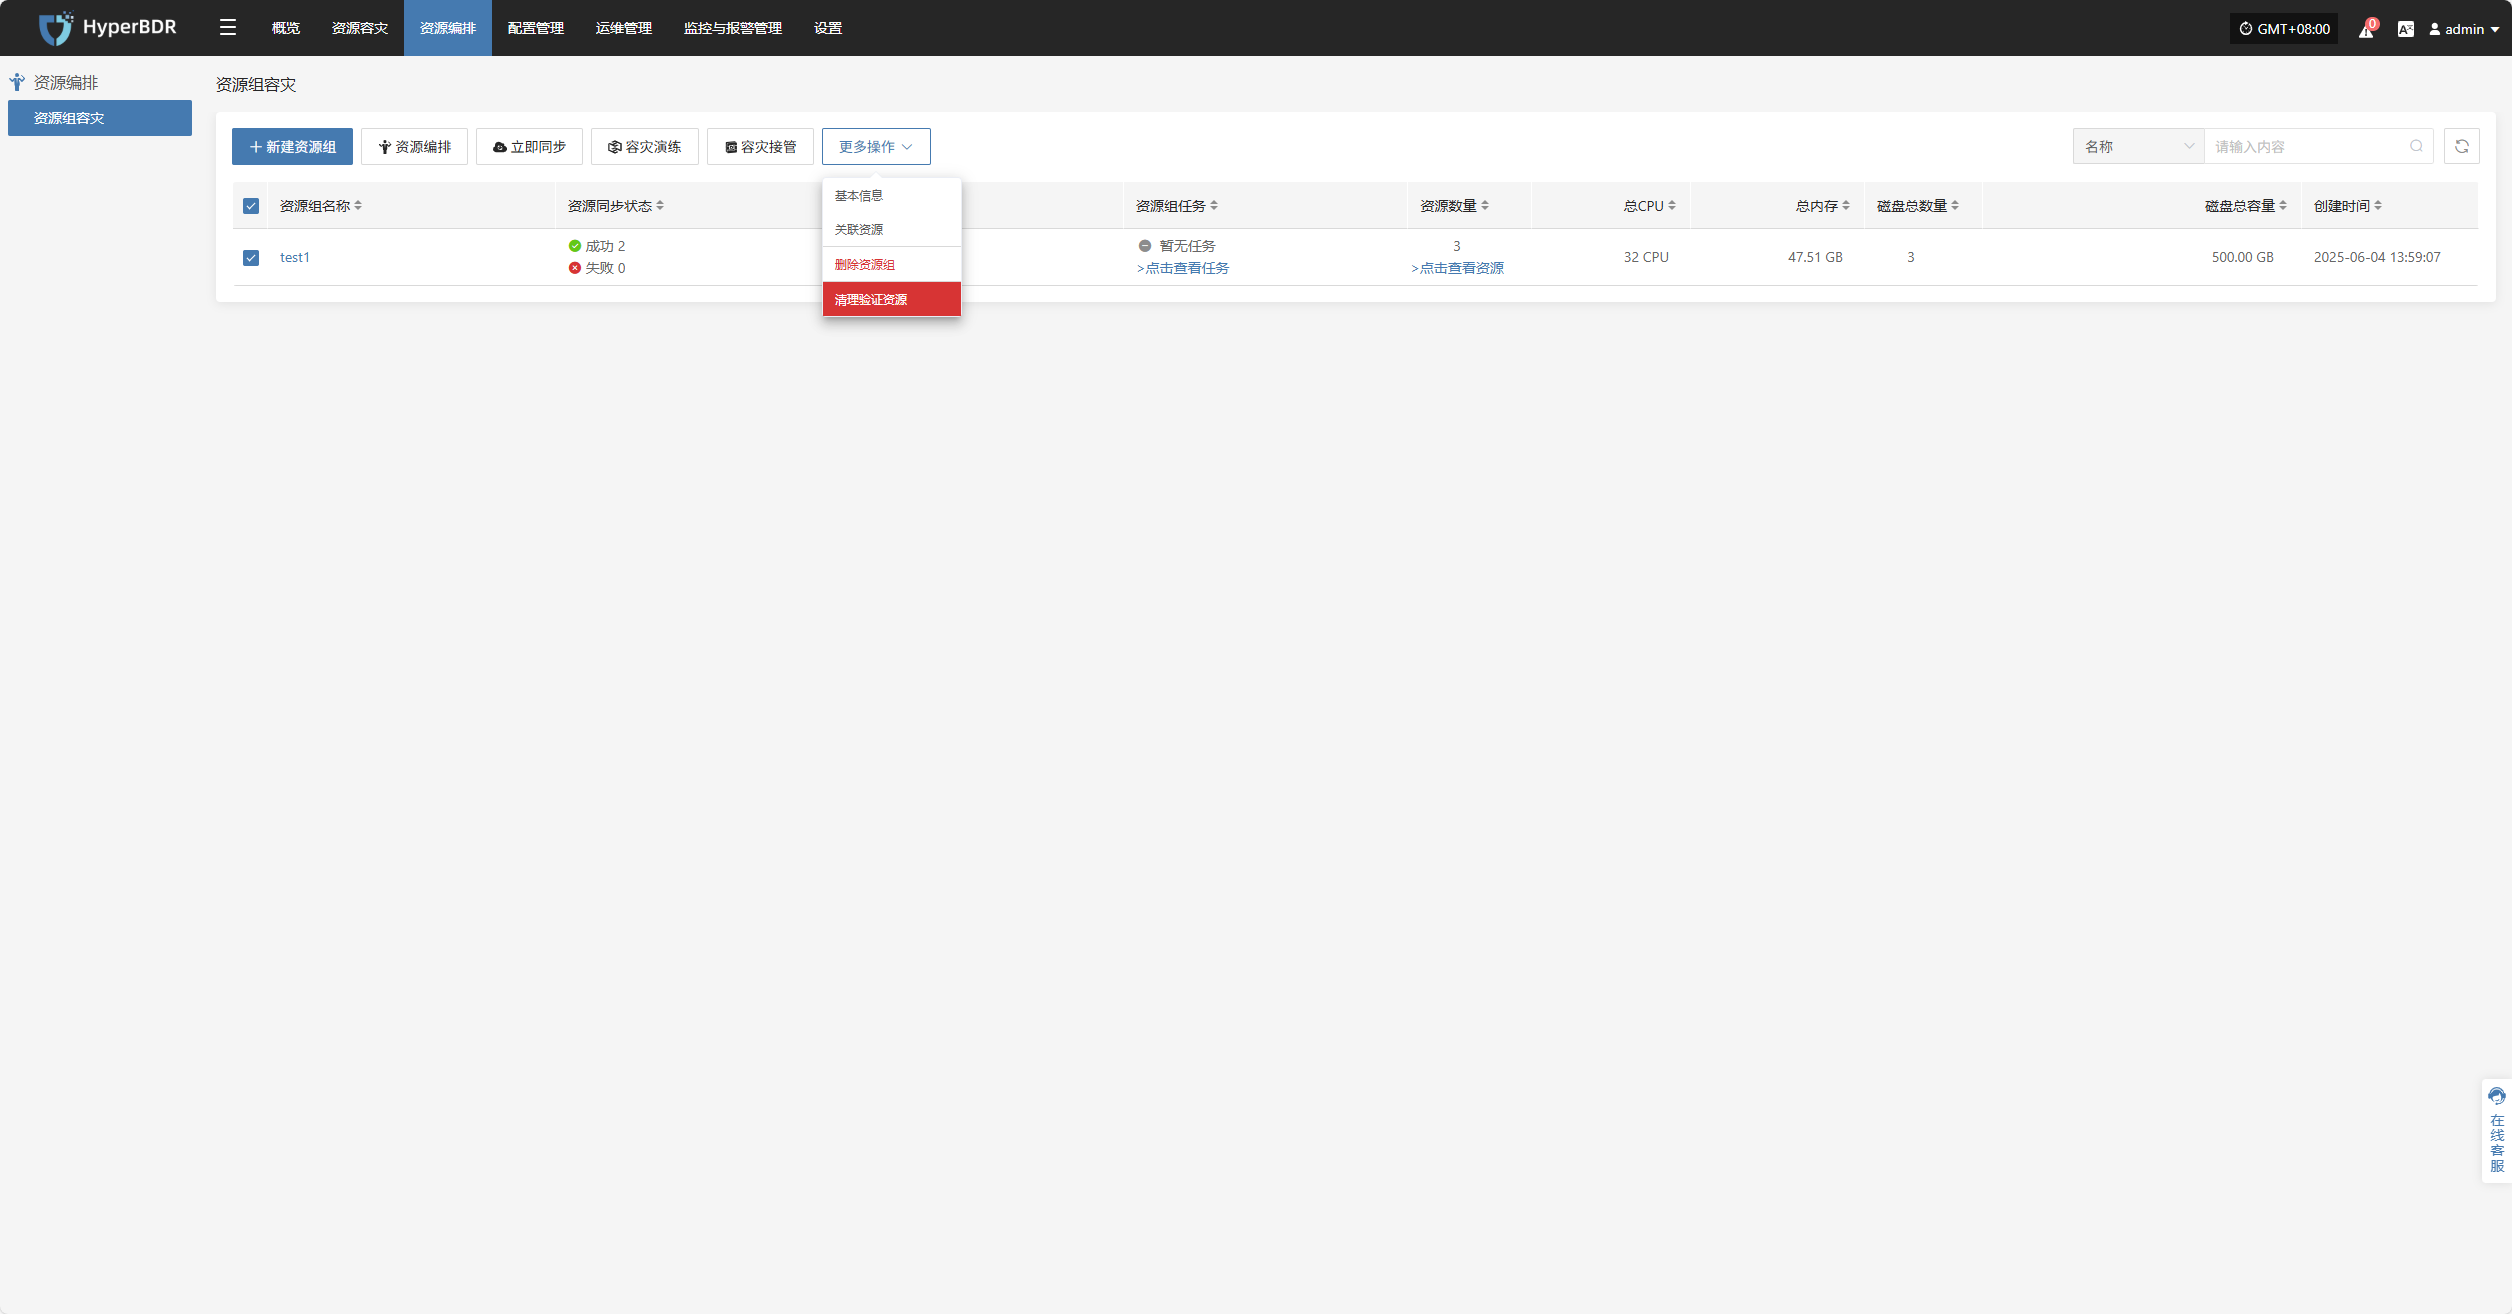 HyperBDR
概览
资源容灾
资源编排
配置管理
运维管理
监控与报警管理
设置
GMT+08:00
0
admin
资源编排
资源组容灾
资源组容灾
新建资源组
资源编排
立即同步
容灾演练
容灾接管
更多操作
名称
请输入内容
基本信息
关联资源
删除资源组
清理验证资源
资源组名称
资源同步状态
资源组任务
资源数量
总CPU
总内存
磁盘总数量
磁盘总容量
创建时间
test1
成功 2
失败 0
暂无任务
>点击查看任务
3
>点击查看资源
32 CPU
47.51 GB
3
500.00 GB
2025-06-04 13:59:07
在线客服